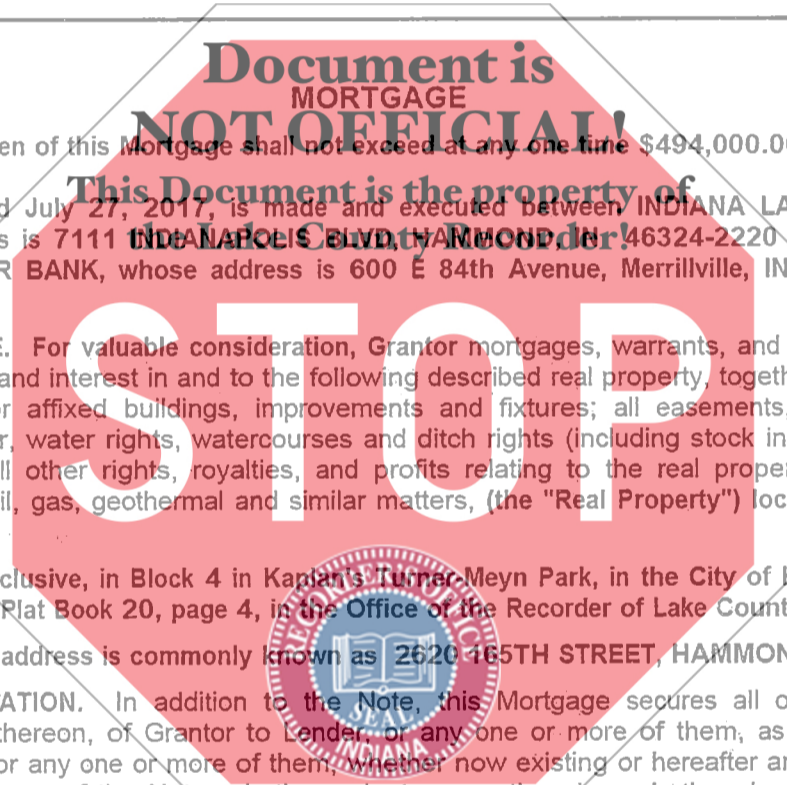 Document is
MORTGAGE
NOT OFFICIAL!
en of this Mortgage shall not exceed at any one time $494,000.00
This Document is the property of
d July 27, 2017, is made and executed between INDIANA LA
the Lake County Recorder!
s is 7111 INDIANAPOLIS BLVD, HAMMOND, IN 46324-2220
R BANK, whose address is 600 E 84th Avenue, Merrillville, IN
E. For valuable consideration, Grantor mortgages, warrants, and
and interest in and to the following described real property, togeth
r affixed buildings, improvements and fixtures; all easements,
r, water rights, watercourses and ditch rights (including stock in
ll other rights, royalties, and profits relating to the real prope
il, gas, geothermal and similar matters, (the "Real Property") loc
STOP
clusive, in Block 4 in Kaplan's Turner-Meyn Park, in the City of
Plat Book 20, page 4, in the Office of the Recorder of Lake Count
address is commonly known as 2620 165TH STREET, HAMMON
ATION. In addition to the Note, this Mortgage secures all o
thereon, of Grantor to Lender, or any one or more of them, as
or any one or more of them, whether now existing or hereafter ar
RECORDER'S OFFICE
SEAL
INDIANA